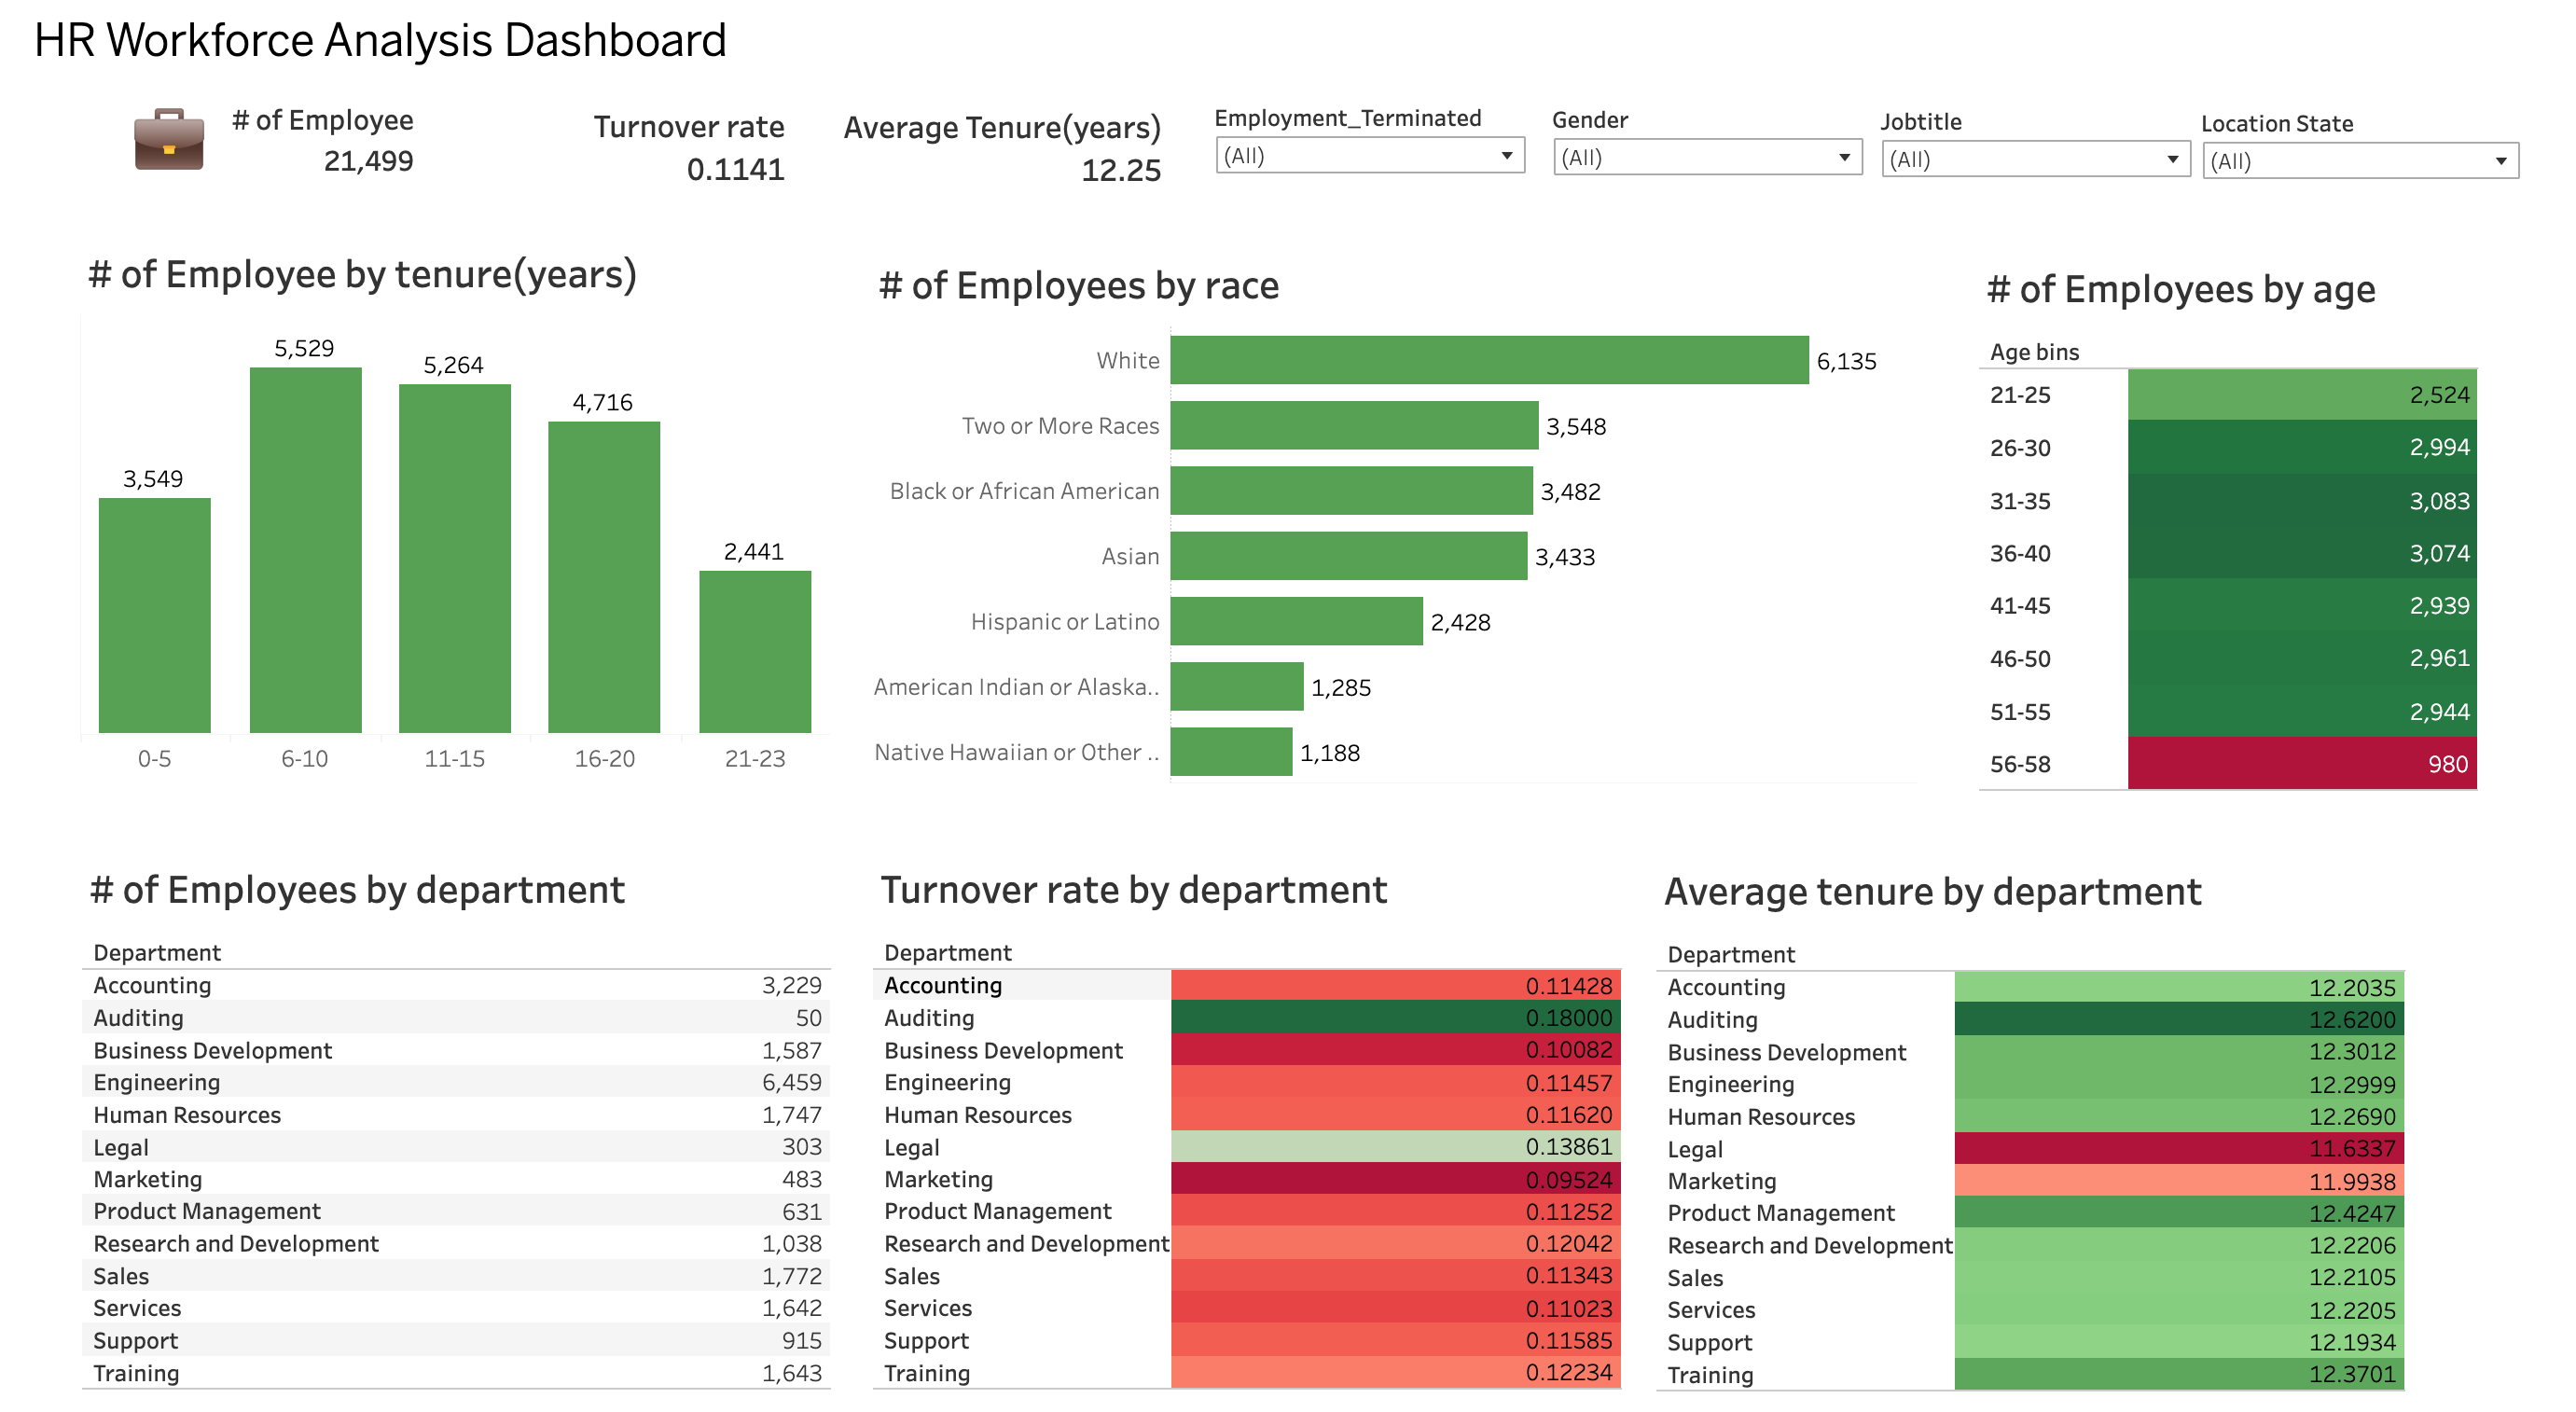 HR Workforce Analysis Dashboard
# of Employee
21,499
Turnover rate
0.1141
Average Tenure(years)
12.25
Employment_Terminated
(All)
Gender
(All)
Jobtitle
(All)
Location State
(All)
# of Employee by tenure(years)
3,549
5,529
5,264
4,716
2,441
0-5 6-10 11-15 16-20 21-23
# of Employees by race
White 6,135
Two or More Races 3,548
Black or African American 3,482
Asian 3,433
Hispanic or Latino 2,428
American Indian or Alaska.. 1,285
Native Hawaiian or Other .. 1,188
# of Employees by age
Age bins
21-25 2,524
26-30 2,994
31-35 3,083
36-40 3,074
41-45 2,939
46-50 2,961
51-55 2,944
56-58 980
# of Employees by department
Department
Accounting 3,229
Auditing 50
Business Development 1,587
Engineering 6,459
Human Resources 1,747
Legal 303
Marketing 483
Product Management 631
Research and Development 1,038
Sales 1,772
Services 1,642
Support 915
Training 1,643
Turnover rate by department
Department
Accounting 0.11428
Auditing 0.18000
Business Development 0.10082
Engineering 0.11457
Human Resources 0.11620
Legal 0.13861
Marketing 0.09524
Product Management 0.11252
Research and Development 0.12042
Sales 0.11343
Services 0.11023
Support 0.11585
Training 0.12234
Average tenure by department
Department
Accounting 12.2035
Auditing 12.6200
Business Development 12.3012
Engineering 12.2999
Human Resources 12.2690
Legal 11.6337
Marketing 11.9938
Product Management 12.4247
Research and Development 12.2206
Sales 12.2105
Services 12.2205
Support 12.1934
Training 12.3701